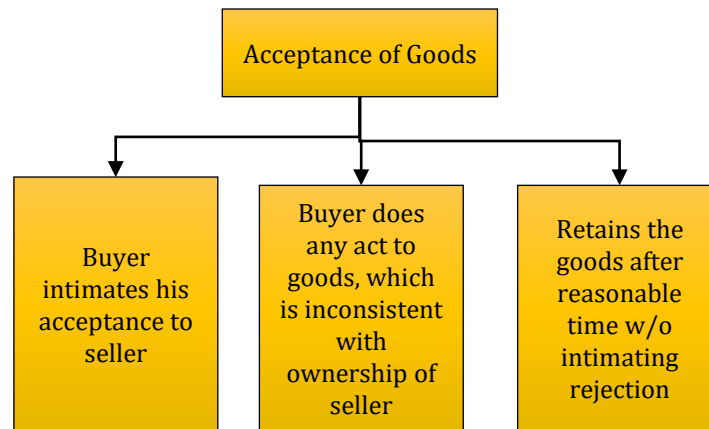 Acceptance of Goods
Buyer
intimates his
acceptance to
seller
Buyer does
any act to
goods, which
is inconsistent
with
ownership of
seller
Retains the
goods after
reasonable
time w/o
intimating
rejection